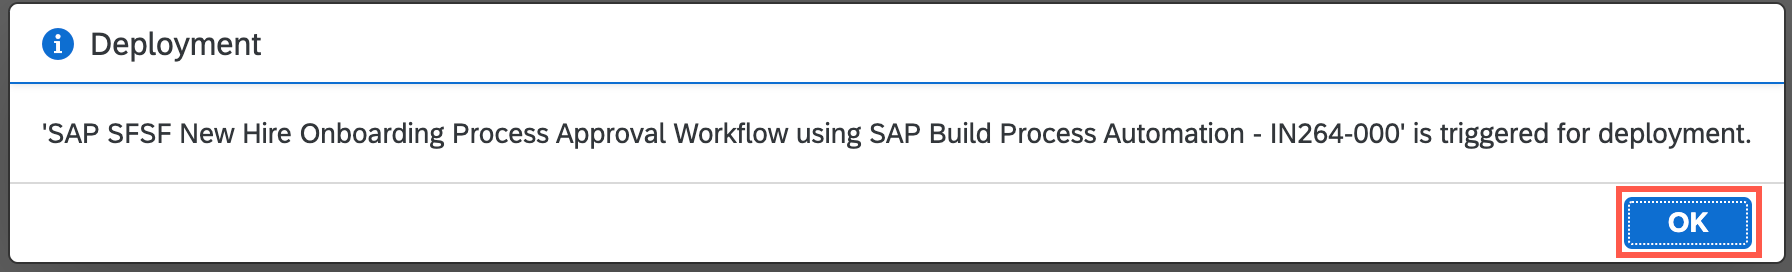 Deployment
'SAP SFSF New Hire Onboarding Process Approval Workflow using SAP Build Process Automation - IN264-000' is triggered for deployment.
OK